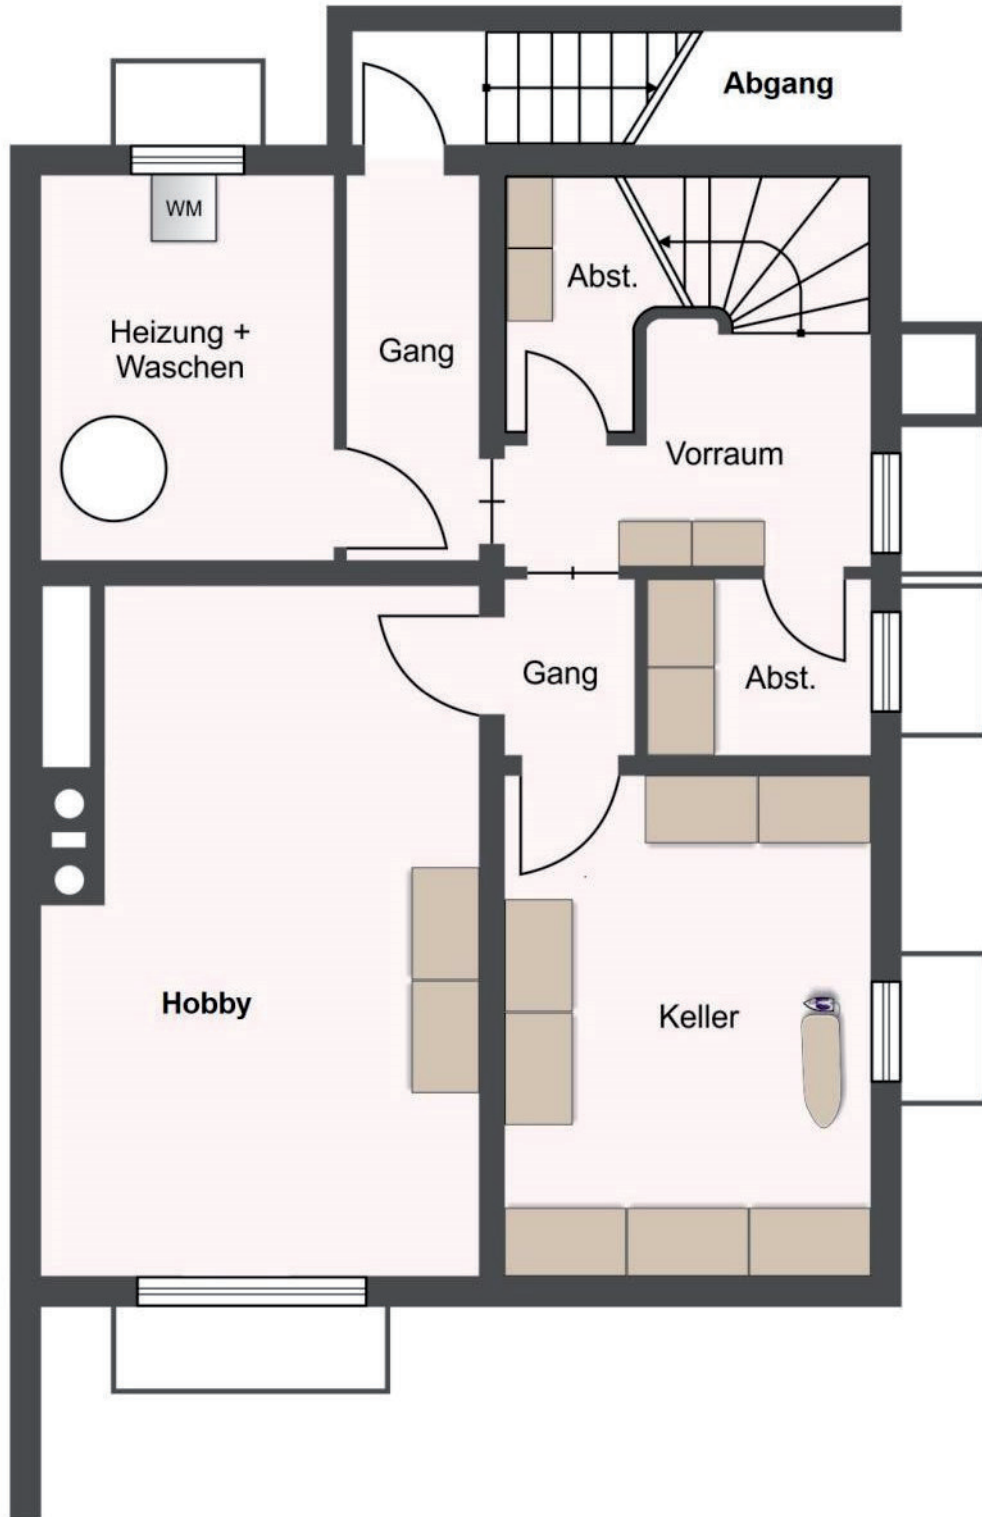 Abgang
WM
Abst.
Heizung +
Waschen
Gang
Vorraum
Gang
Abst.
Hobby
Keller